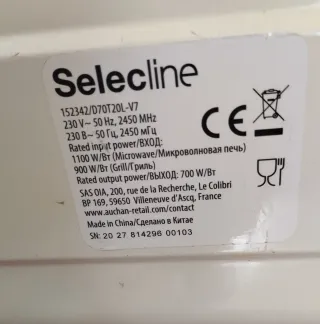 Selecline
152342/D70T20L-V7
230 V~ 50 Hz, 2450 MHz
230 В~ 50 Гц, 2450 мГц
Rated input power/ВХОД:
1100 W/Вт (Microwave/Микроволновая печь)
900 W/Вт (Grill/Гриль)
Rated output power/ВЫХОД: 700 W/Вт
SAS OIA, 200, rue de la Recherche, Le Colibri
BP 169, 59650 Villeneuve d'Ascq, France
www.auchan-retail.com/contact
Made in China/Сделано в Китае
SN: 20 27 814296 00103
CE